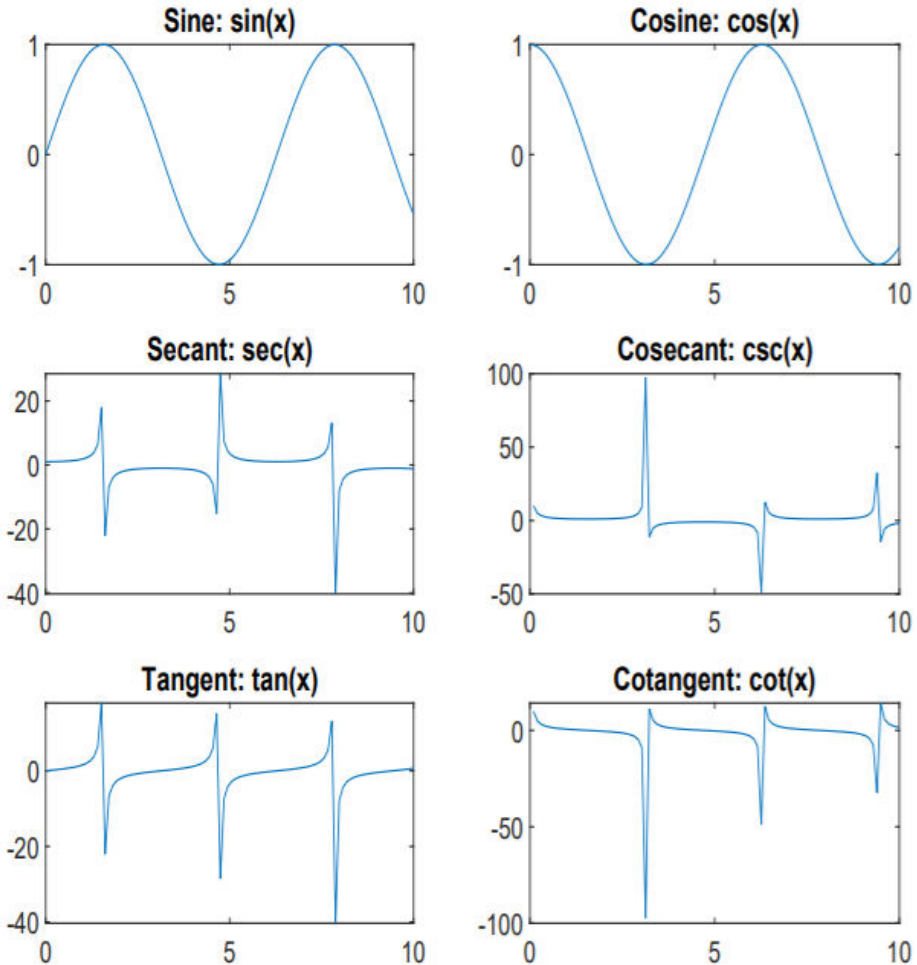 Sine: sin(x)
1
0
-1
0 5 10
Cosine: cos(x)
1
0
-1
0 5 10
Secant: sec(x)
20
0
-20
-40
0 5 10
Cosecant: csc(x)
100
50
0
-50
0 5 10
Tangent: tan(x)
0
-20
-40
0 5 10
Cotangent: cot(x)
0
-50
-100
0 5 10